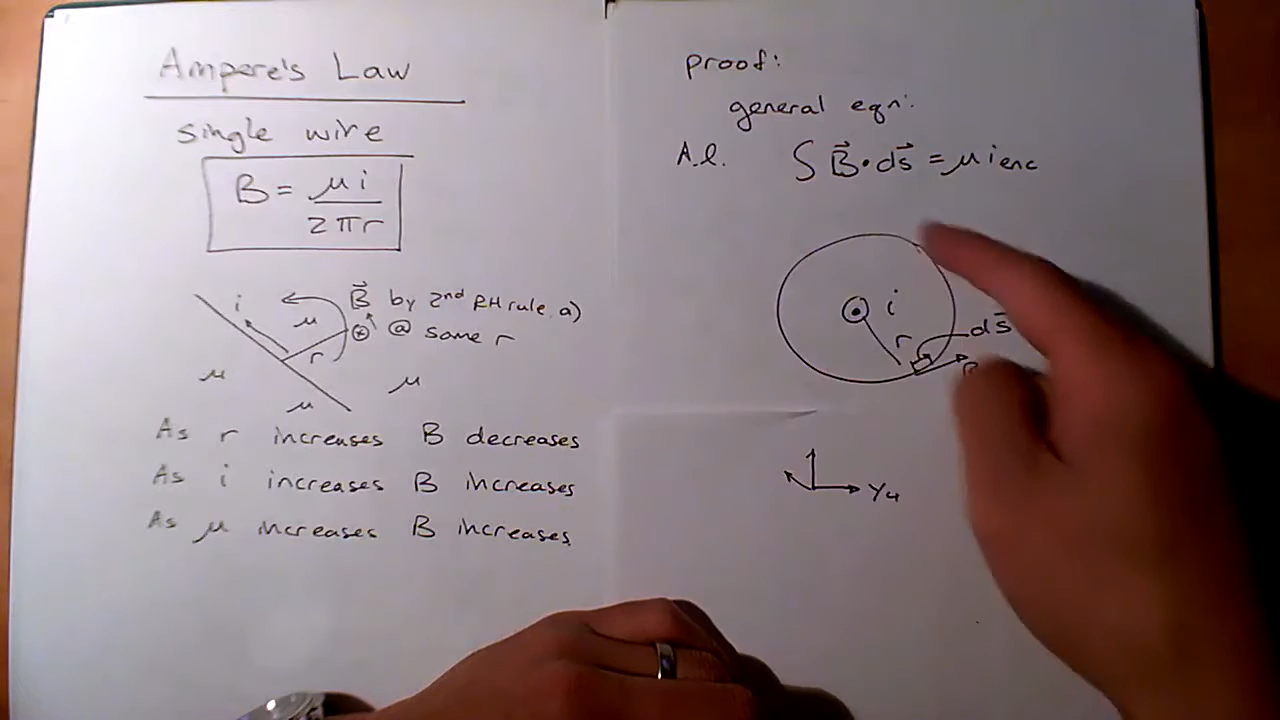 Ampere's Law
single wire
B = μi / 2πr
i
μ
B⃗ by 2nd RH rule a)
@ same r
r
μ
μ
μ
As r increases B decreases
As i increases B increases
As μ increases B increases.
proof:
general eqn:
A.l. ∫ B⃗ • ds⃗ = μ i enc
i
r
ds⃗